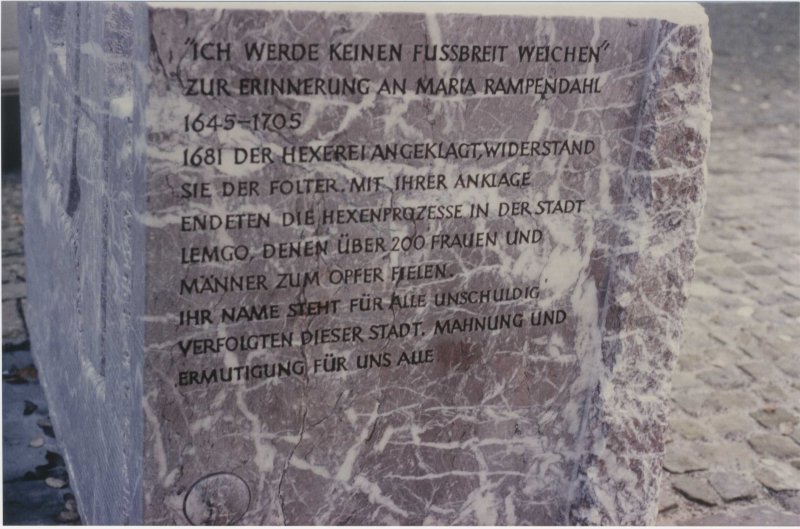 "ICH WERDE KEINEN FUSSBREIT WEICHEN"
ZUR ERINNERUNG AN MARIA RAMPENDAHL
1645-1705
1681 DER HEXEREI ANGEKLAGT, WIDERSTAND
SIE DER FOLTER. MIT IHRER ANKLAGE
ENDETEN DIE HEXENPROZESSE IN DER STADT
LEMGO, DENEN ÜBER 200 FRAUEN UND
MÄNNER ZUM OPFER FIELEN.
IHR NAME STEHT FÜR ALLE UNSCHULDIG
VERFOLGTEN DIESER STADT. MAHNUNG UND
ERMUTIGUNG FÜR UNS ALLE